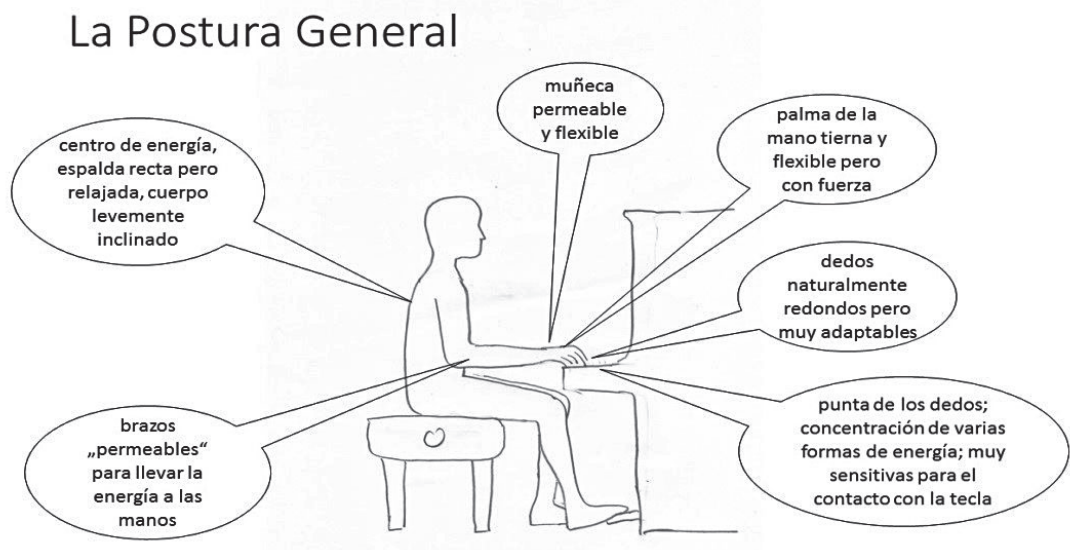 La Postura General
muñeca
permeable
y flexible
palma de la
mano tierna y
flexible pero
con fuerza
centro de energía,
espalda recta pero
relajada, cuerpo
levemente
inclinado
dedos
naturalmente
redondos pero
muy adaptables
brazos
„permeables“
para llevar la
energía a las
manos
punta de los dedos;
concentración de varias
formas de energía; muy
sensitivas para el
contacto con la tecla